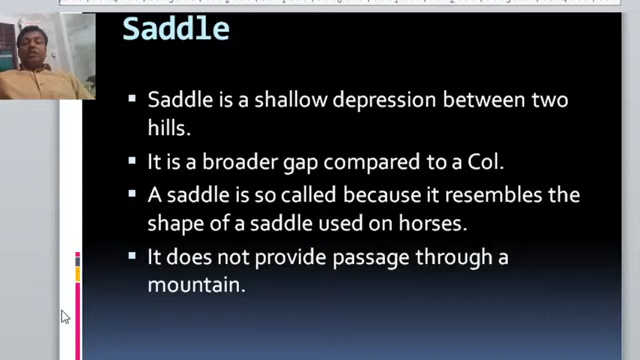 Saddle
Saddle is a shallow depression between two
hills.
It is a broader gap compared to a Col.
A saddle is so called because it resembles the
shape of a saddle used on horses.
It does not provide passage through a
mountain.